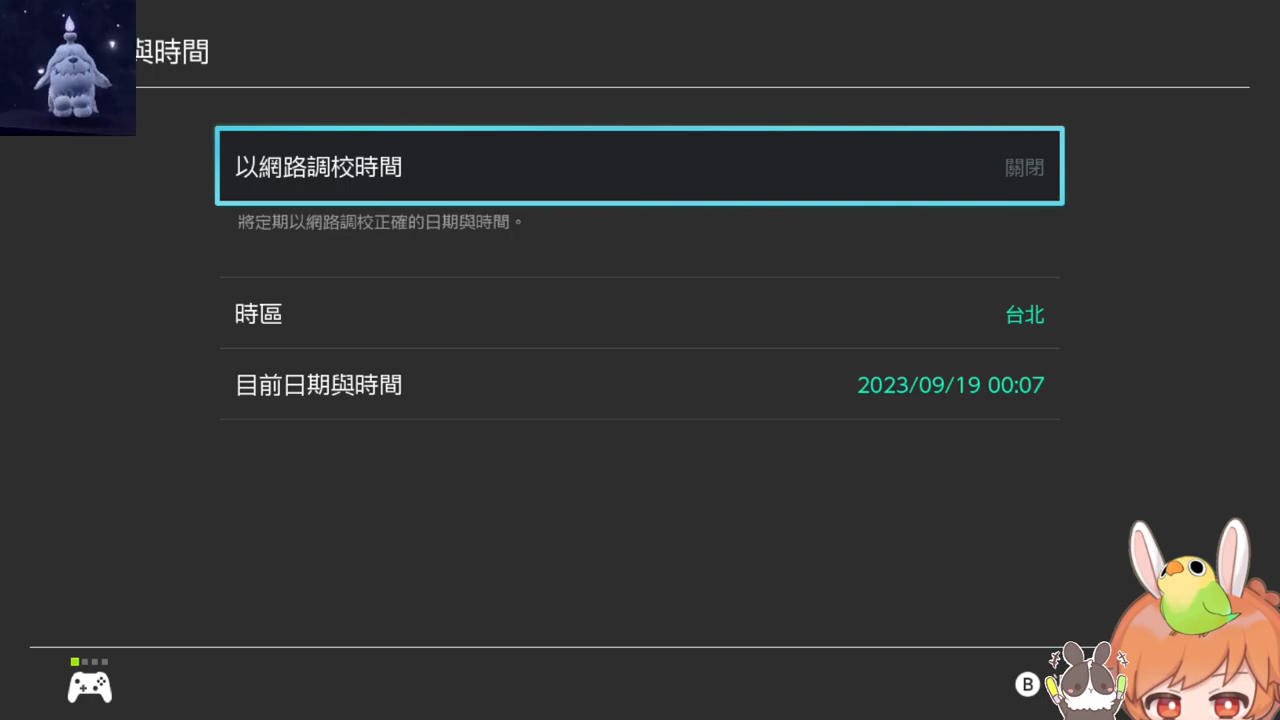 與時間
以網路調校時間
關閉
將定期以網路調校正確的日期與時間。
時區
台北
目前日期與時間
2023/09/19 00:07
B